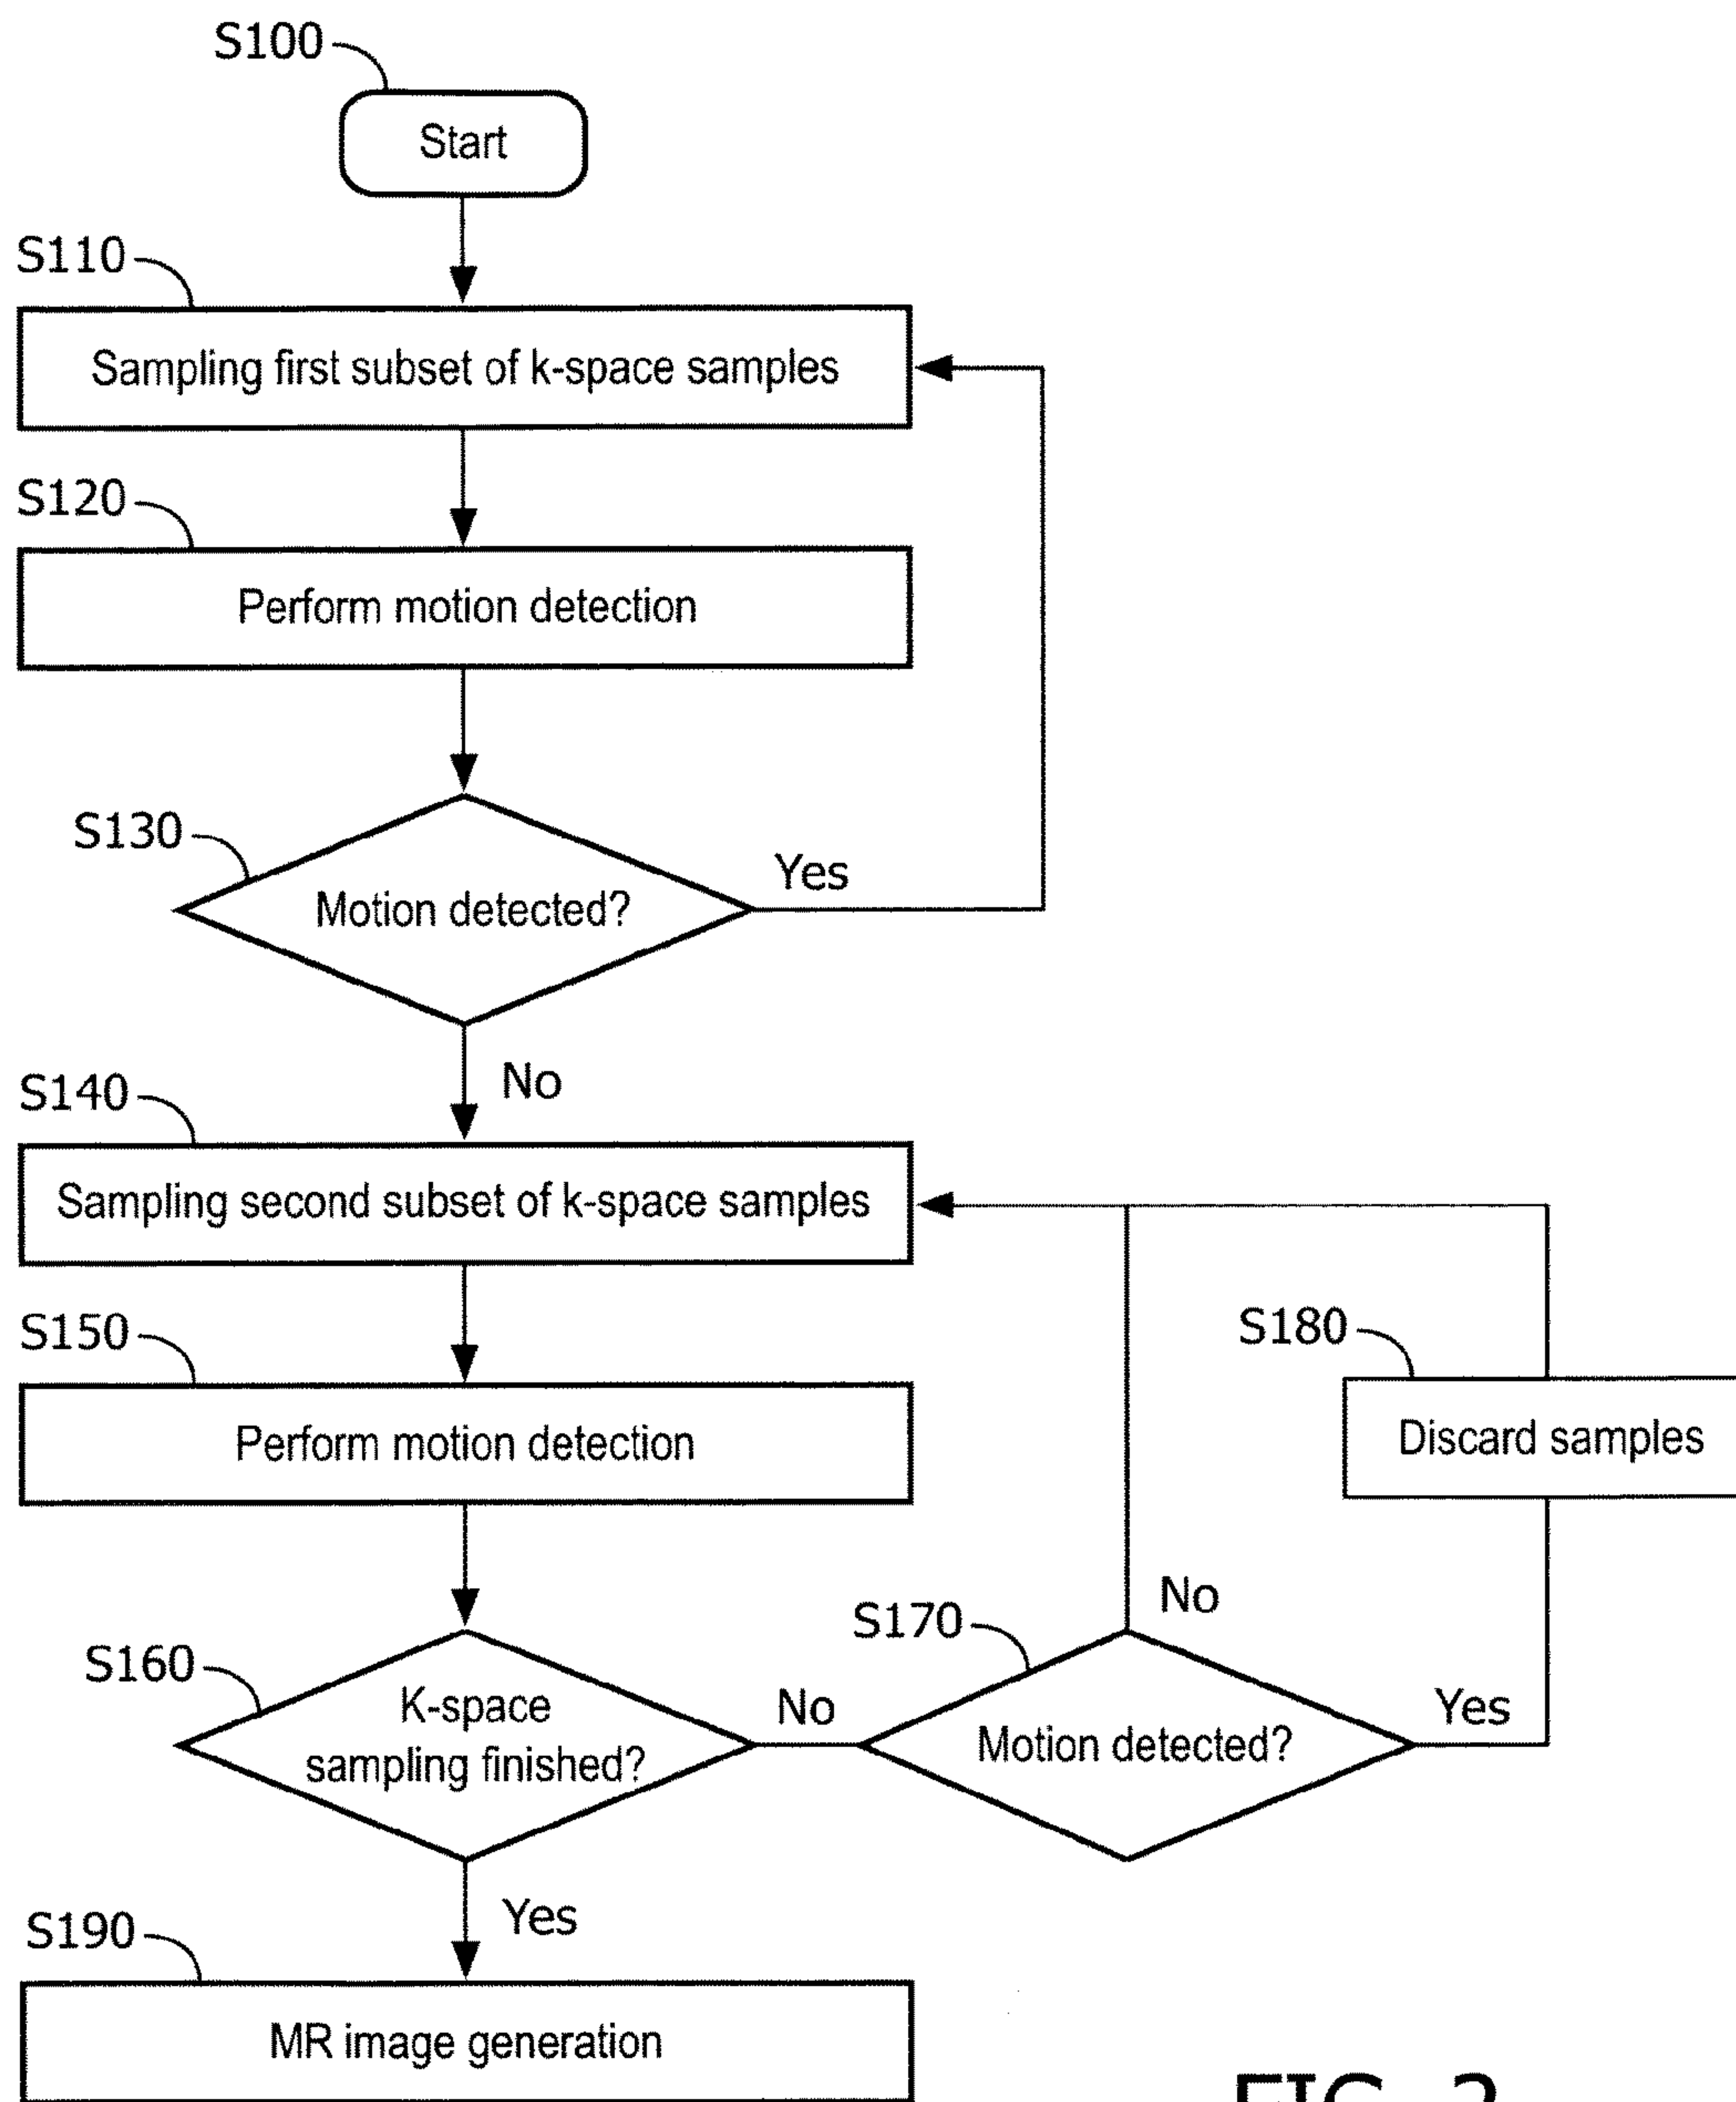 S100
Start
S110
Sampling first subset of k-space samples
S120
Perform motion detection
S130
Motion detected?
Yes
No
S140
Sampling second subset of k-space samples
S150
Perform motion detection
S180
Discard samples
S160
K-space
sampling finished?
No
S170
Motion detected?
No
Yes
Yes
S190
MR image generation